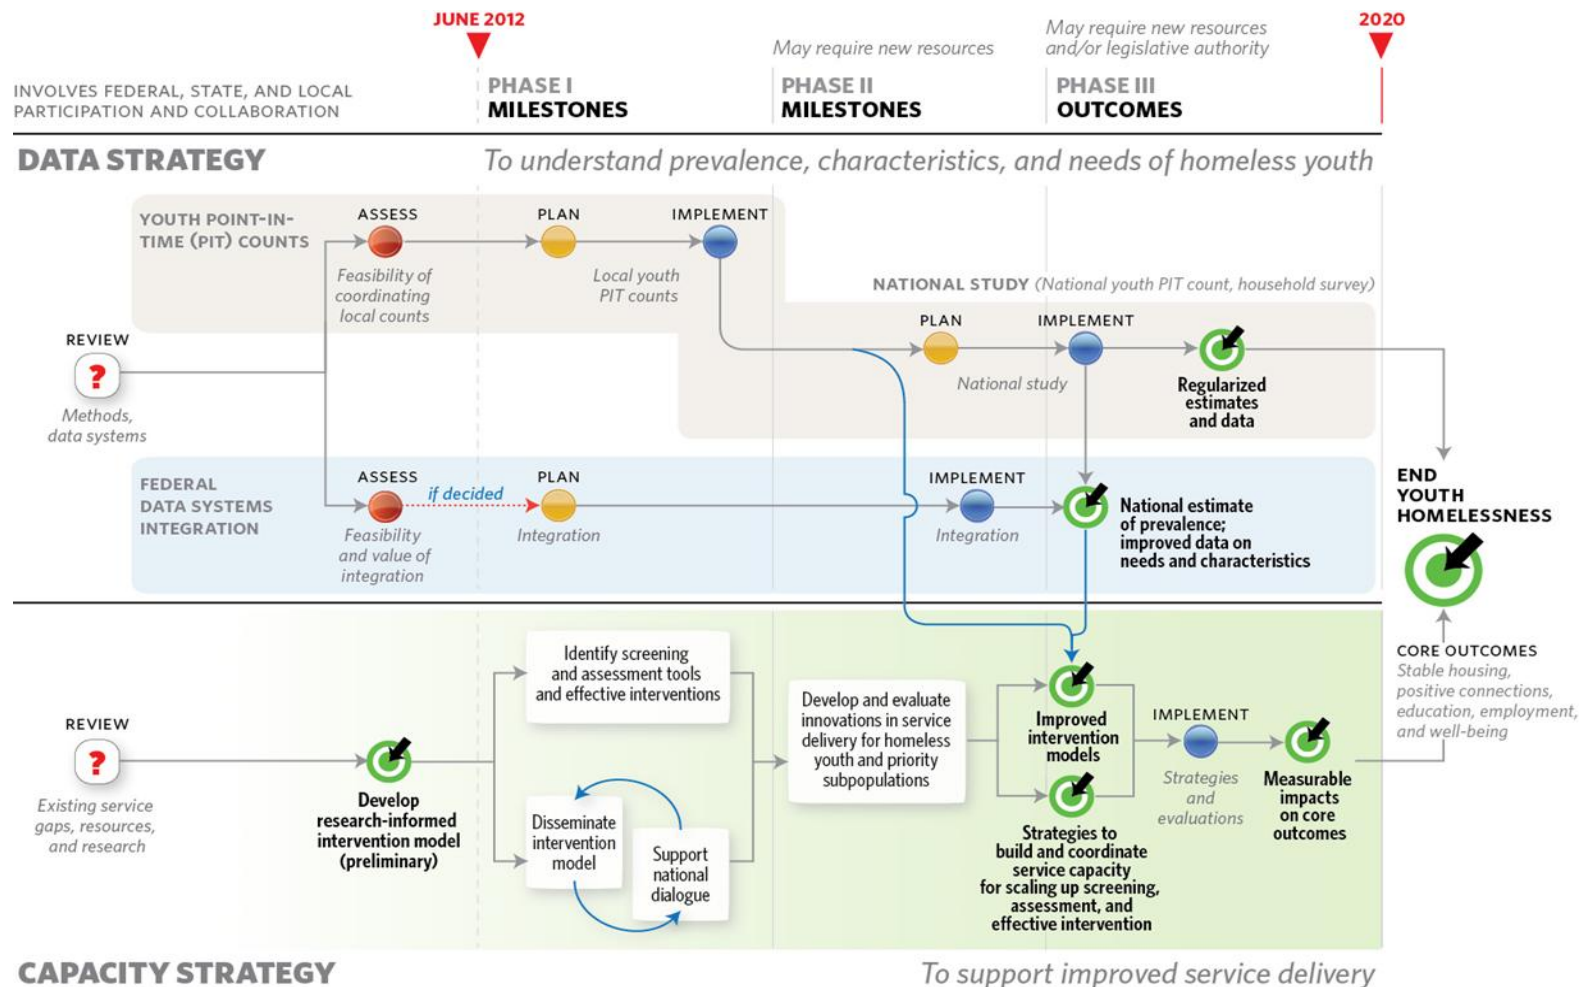 JUNE 2012
2020
May require new resources
May require new resources
and/or legislative authority
INVOLVES FEDERAL, STATE, AND LOCAL
PARTICIPATION AND COLLABORATION
PHASE I
MILESTONES
PHASE II
MILESTONES
PHASE III
OUTCOMES
DATA STRATEGY
To understand prevalence, characteristics, and needs of homeless youth
YOUTH POINT-IN-
TIME (PIT) COUNTS
ASSESS
Feasibility of
coordinating
local counts
PLAN
IMPLEMENT
Local youth
PIT counts
NATIONAL STUDY (National youth PIT count, household survey)
PLAN
IMPLEMENT
National study
Regularized
estimates
and data
REVIEW
?
Methods,
data systems
FEDERAL
DATA SYSTEMS
INTEGRATION
ASSESS
Feasibility
and value of
integration
if decided
PLAN
Integration
IMPLEMENT
Integration
National estimate
of prevalence;
improved data on
needs and characteristics
END
YOUTH
HOMELESSNESS
CORE OUTCOMES
Stable housing,
positive connections,
education, employment,
and well-being
REVIEW
?
Existing service
gaps, resources,
and research
Develop
research-informed
intervention model
(preliminary)
Identify screening
and assessment tools
and effective interventions
Disseminate
intervention
model
Support
national
dialogue
Develop and evaluate
innovations in service
delivery for homeless
youth and priority
subpopulations
Improved
intervention
models
Strategies to
build and coordinate
service capacity
for scaling up screening,
assessment, and
effective intervention
IMPLEMENT
Strategies
and
evaluations
Measurable
impacts
on core
outcomes
CAPACITY STRATEGY
To support improved service delivery